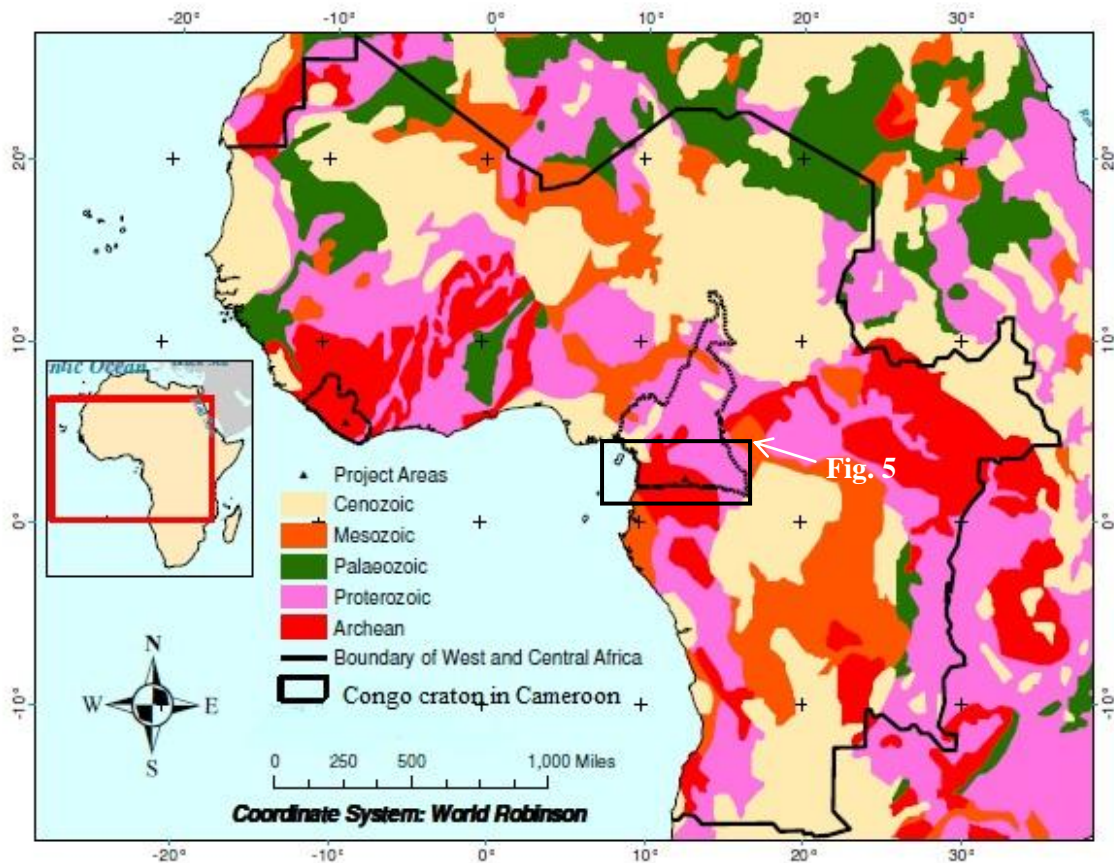 -20° -10° 0° 10° 20° 30°
20°
10°
0°
-10°
20°
10°
0°
-10°
ntic Ocean
Fig. 5
Project Areas
Cenozoic
Mesozoic
Palaeozoic
Proterozoic
Archean
Boundary of West and Central Africa
Congo craton in Cameroon
N
W E
S
0 250 500 1,000 Miles
Coordinate System: World Robinson
-20° -10° 0° 10° 20° 30°